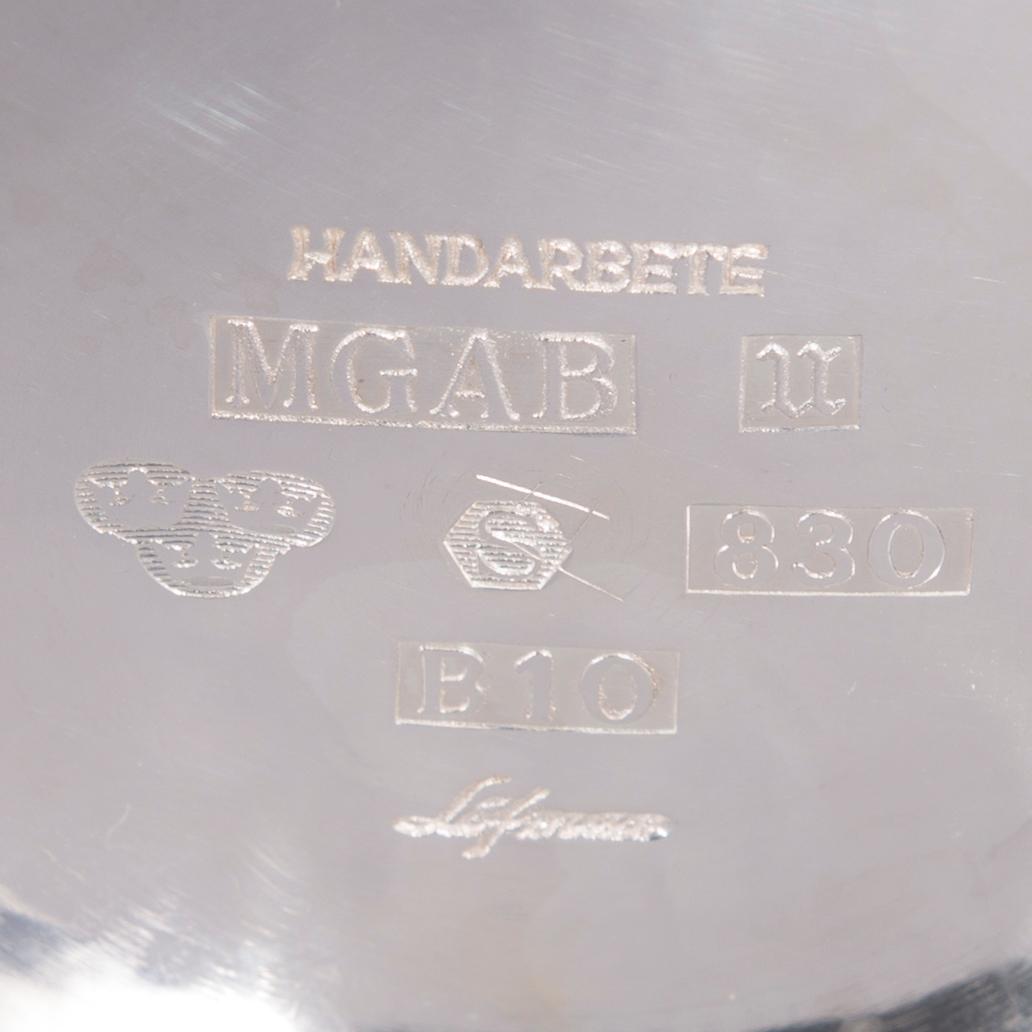 HANDARBETE
MGAB u
S 830
B10